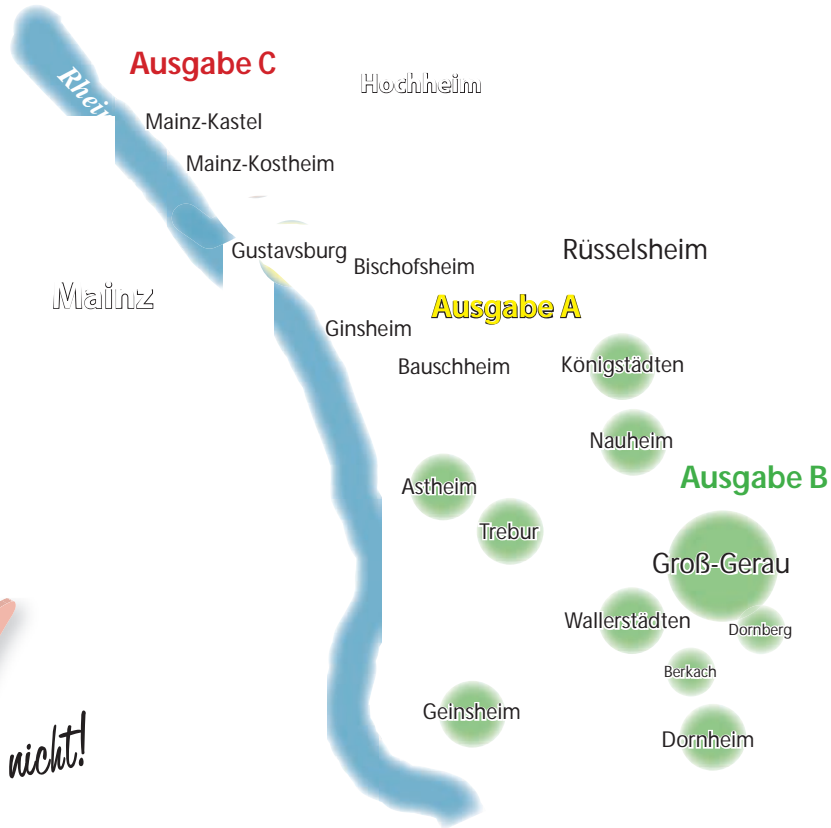 Ausgabe C
Rhein
Hochheim
Mainz-Kastel
Mainz-Kostheim
Gustavsburg
Bischofsheim
Rüsselsheim
Mainz
Ausgabe A
Ginsheim
Bauschheim
Königstädten
Nauheim
Ausgabe B
Astheim
Trebur
Groß-Gerau
Wallerstädten
Dornberg
Berkach
Geinsheim
Dornheim
nicht!